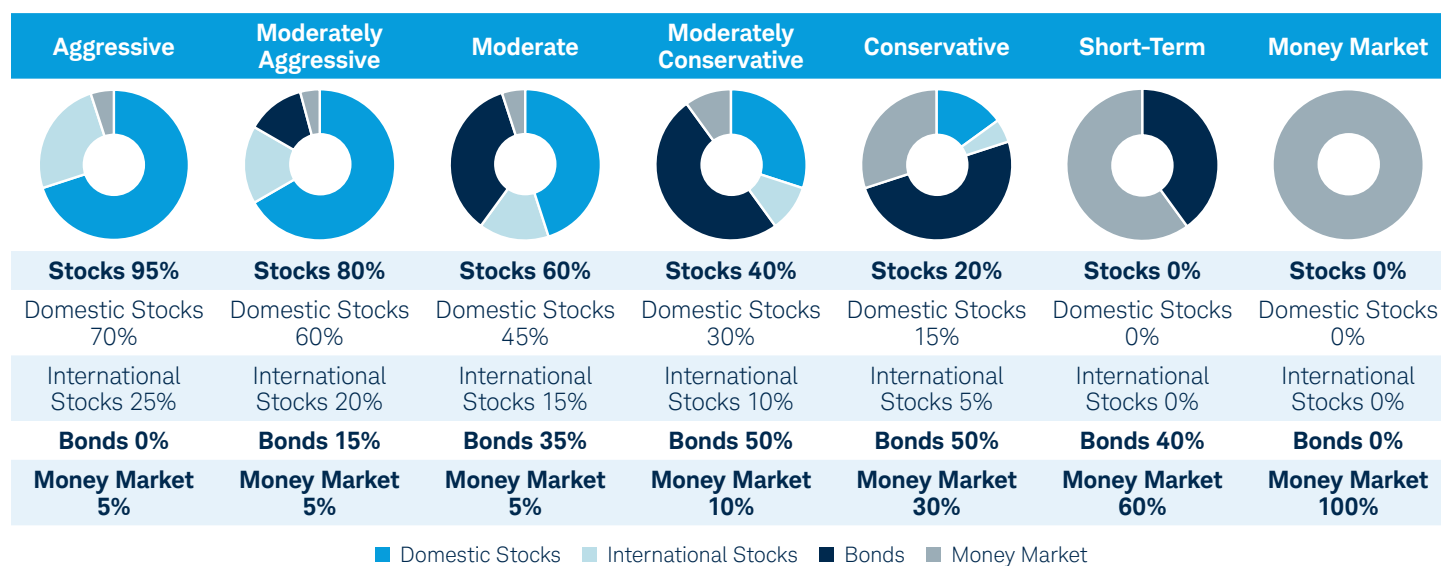 Aggressive
Moderately
Aggressive
Moderate
Moderately
Conservative
Conservative
Short-Term
Money Market
Stocks 95%
Stocks 80%
Stocks 60%
Stocks 40%
Stocks 20%
Stocks 0%
Stocks 0%
Domestic Stocks
70%
Domestic Stocks
60%
Domestic Stocks
45%
Domestic Stocks
30%
Domestic Stocks
15%
Domestic Stocks
0%
Domestic Stocks
0%
International
Stocks 25%
International
Stocks 20%
International
Stocks 15%
International
Stocks 10%
International
Stocks 5%
International
Stocks 0%
International
Stocks 0%
Bonds 0%
Bonds 15%
Bonds 35%
Bonds 50%
Bonds 50%
Bonds 40%
Bonds 0%
Money Market
5%
Money Market
5%
Money Market
5%
Money Market
10%
Money Market
30%
Money Market
60%
Money Market
100%
Domestic Stocks
International Stocks
Bonds
Money Market